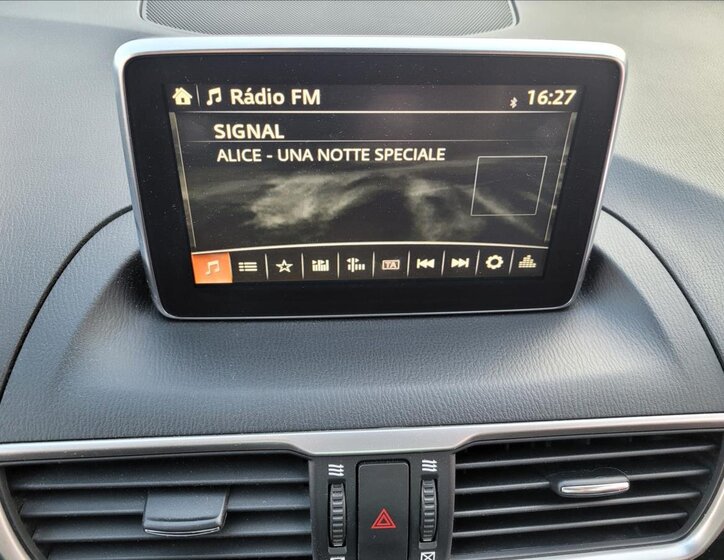 Rádio FM
16:27
SIGNAL
ALICE - UNA NOTTE SPECIALE
TA